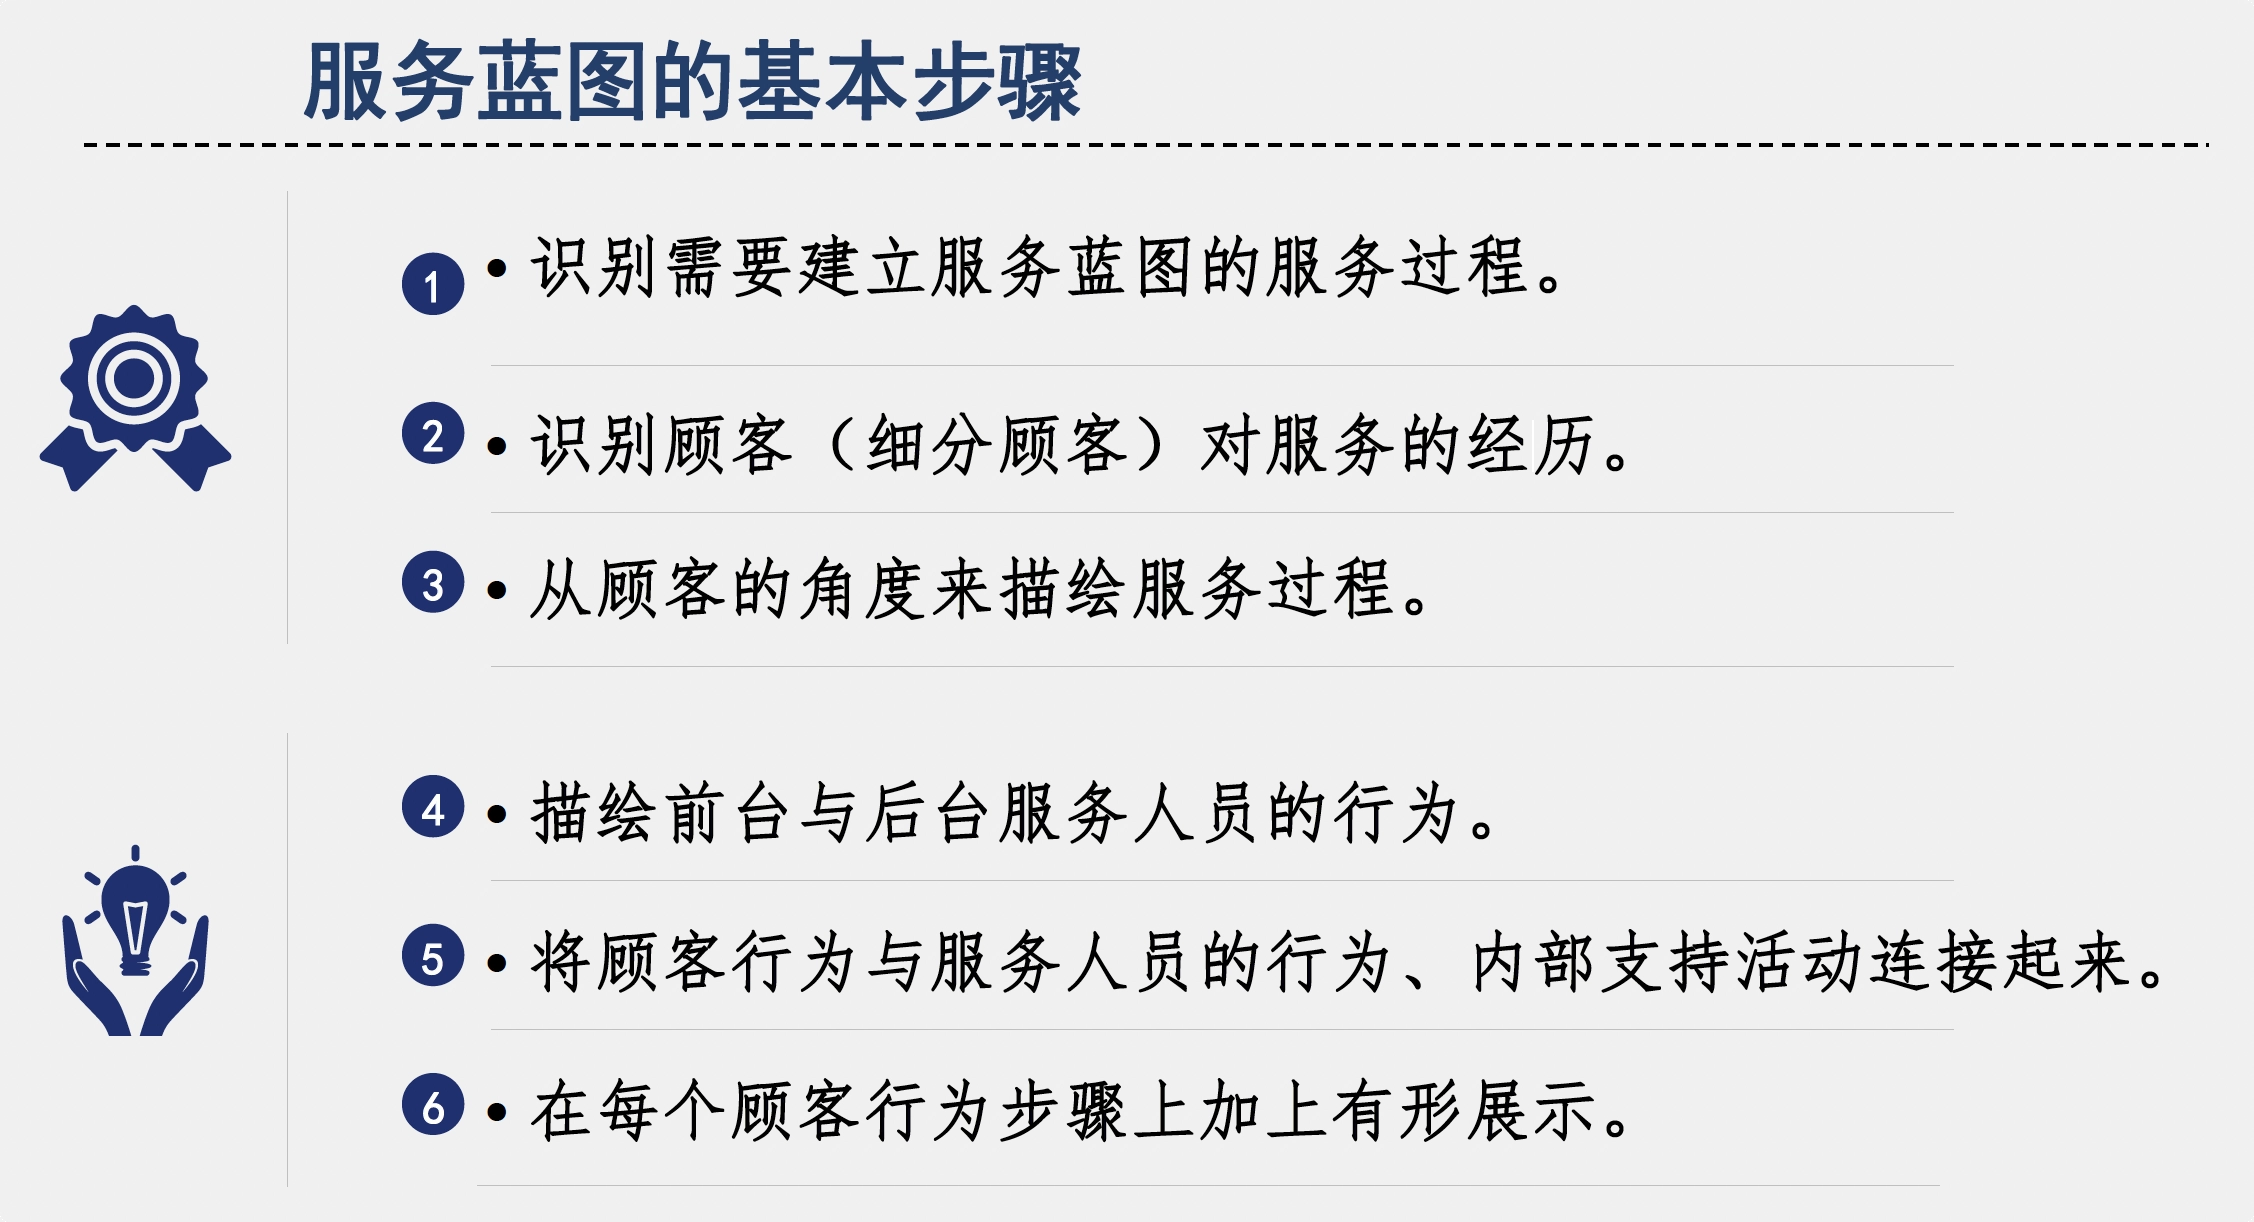 服务蓝图的基本步骤
1 • 识别需要建立服务蓝图的服务过程。
2 • 识别顾客（细分顾客）对服务的经历。
3 • 从顾客的角度来描绘服务过程。
4 • 描绘前台与后台服务人员的行为。
5 • 将顾客行为与服务人员的行为、内部支持活动连接起来。
6 • 在每个顾客行为步骤上加上有形展示。